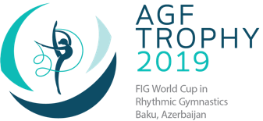 AGF
TROPHY
2019
FIG World Cup in
Rhythmic Gymnastics
Baku, Azerbaijan